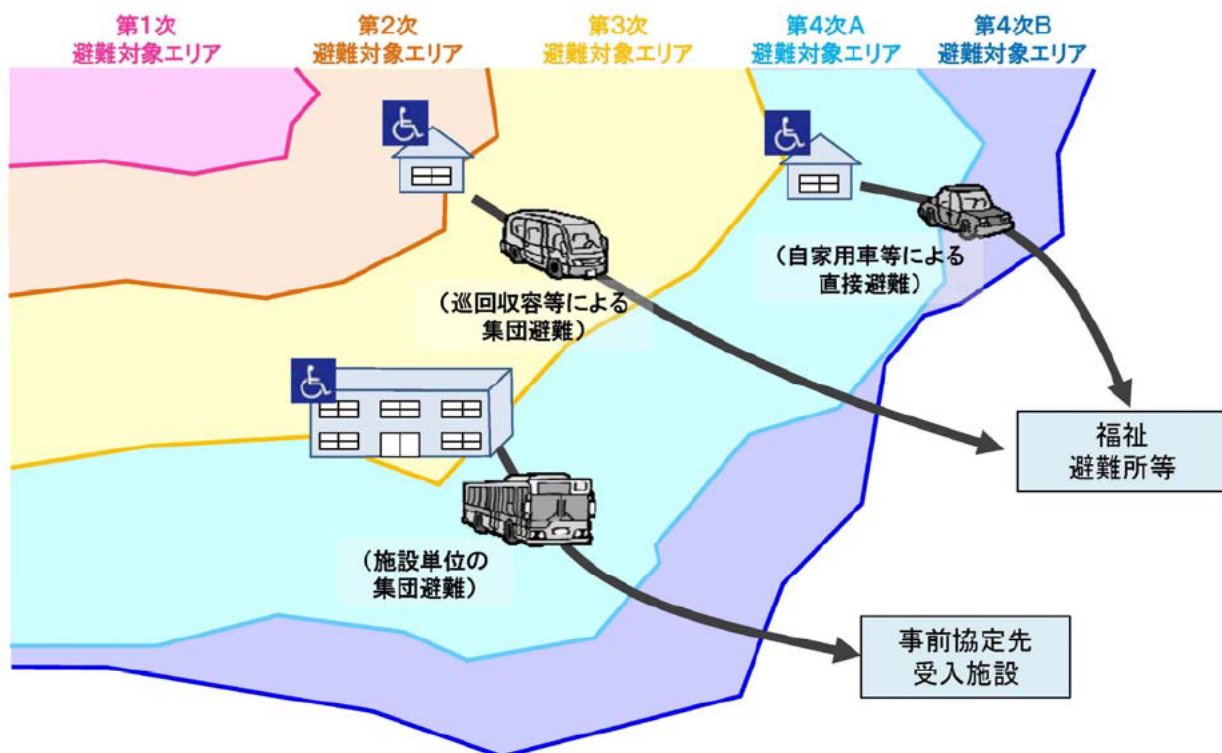 第1次
避難対象エリア
第2次
避難対象エリア
第3次
避難対象エリア
第4次A
避難対象エリア
第4次B
避難対象エリア
(自家用車等による
直接避難)
(巡回収容等による
集団避難)
福祉
避難所等
(施設単位の
集団避難)
事前協定先
受入施設